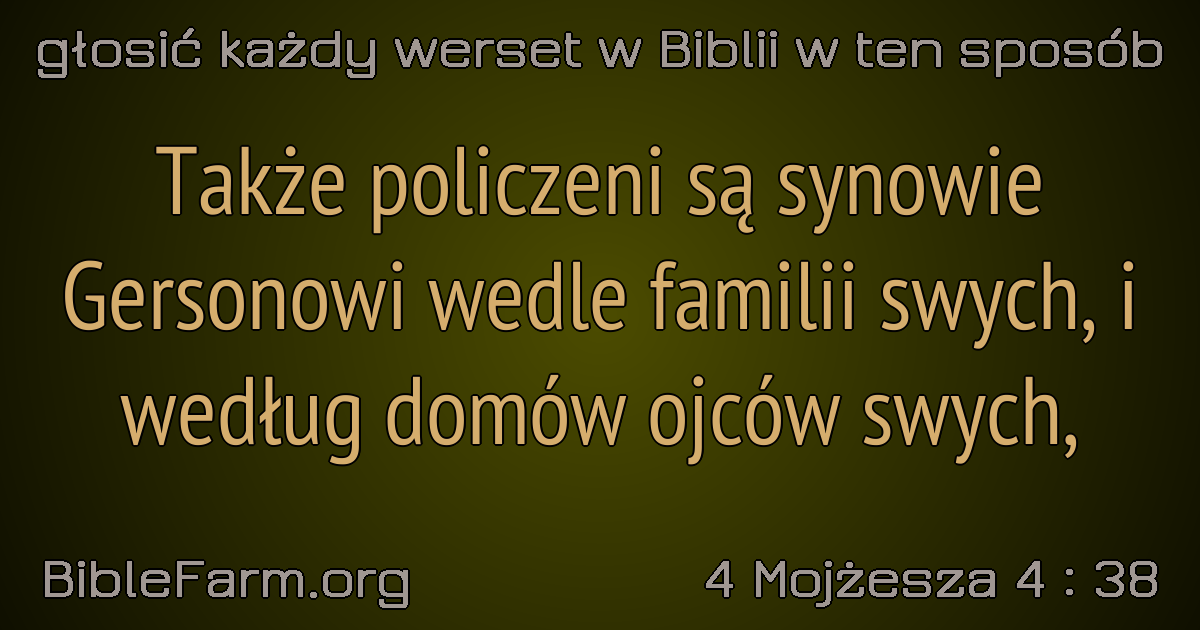 głosić każdy werset w Biblii w ten sposób
Także policzeni są synowie
Gersonowi wedle familii swych, i
według domów ojców swych,
BibleFarm.org
4 Mojżesza 4 : 38